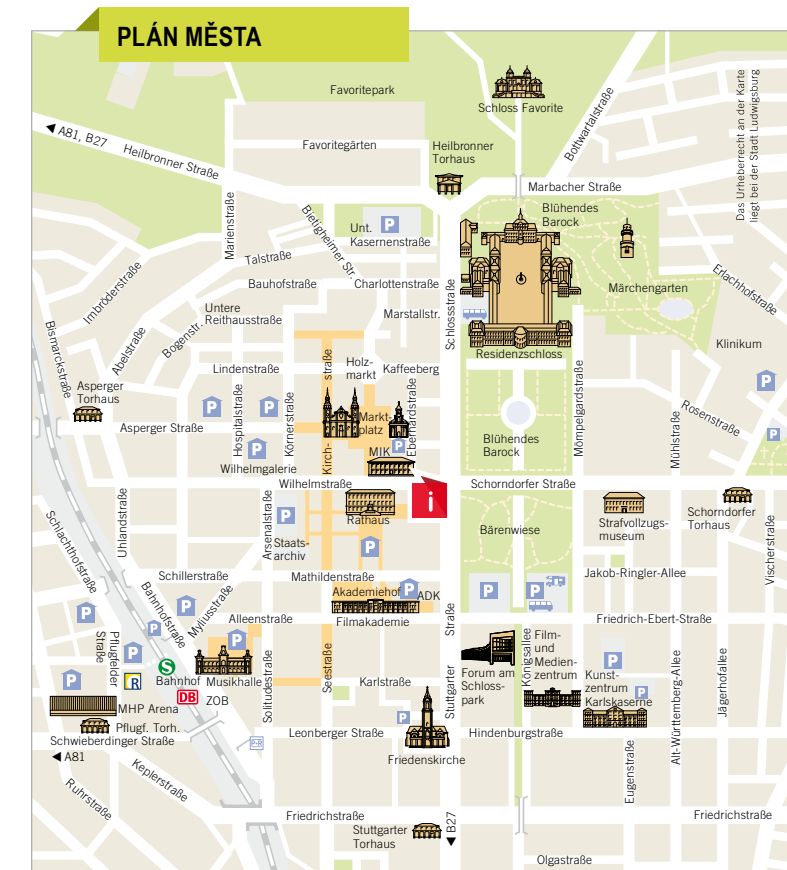 PLÁN MĚSTA
Favoritepark
Schloss Favorite
Bottwartalstraße
Das Urheberrecht an der Karte
liegt bei der Stadt Ludwigsburg
A81, B27
Heilbronner Straße
Favoritegärten
Heilbronner
Torhaus
Marbacher Straße
Marienstraße
Bietigheimer Str.
Unt.
Kasernenstraße
P
Blühendes
Barock
Talstraße
Bauhofstraße
Charlottenstraße
Märchengarten
Erlachhofstraße
Imbröderstraße
Untere
Reithausstraße
Marstallstr.
Schlossstraße
Bismarckstraße
Abelstraße
Bogenstr.
Residenzschloss
Klinikum
Lindenstraße
Holz-
markt
Kaffeeberg
Asperger
Torhaus
Hospitalstraße
P
Körnerstraße
P
Kirch-
straße
Markt-
platz
Eberhardstraße
P
Mömpelgardstraße
Mühlstraße
Rosenstraße
P
P
Asperger Straße
P
Wilhelmgalerie
MIK
Blühendes
Barock
Wilhelmstraße
i
Schorndorfer Straße
Uhlandstraße
Arsenalstraße
P
Staats-
archiv
Rathaus
P
Bärenwiese
Strafvollzugs-
museum
Schorndorfer
Torhaus
Vischerstraße
Schlachthofstraße
Schillerstraße
Mathildenstraße
Jakob-Ringler-Allee
P
Bahnhofstraße
P
Myliusstraße
Akademiehof
P
ADK
P
P
Alleenstraße
Filmakademie
Stuttgarter
Straße
Friedrich-Ebert-Straße
P
Pflugfelder
Straße
P
P
S
Bahnhof
Musikhalle
Solitudestraße
Seestraße
Karlstraße
Forum am
Schloss-
park
Königsallee
Film-
und
Medien-
zentrum
P
Kunst-
zentrum
Karlskaserne
P
Alt-Württemberg-Allee
Jägerhofallee
P
R
DB
ZOB
MHP Arena
Pflugf. Torh.
Schwieberdinger Straße
P+R
P
Leonberger Straße
Friedenskirche
Hindenburgstraße
Eugenstraße
A81
Keplerstraße
Ruhrstraße
Friedrichstraße
Friedrichstraße
Stuttgarter
Torhaus
B27
Olgastraße